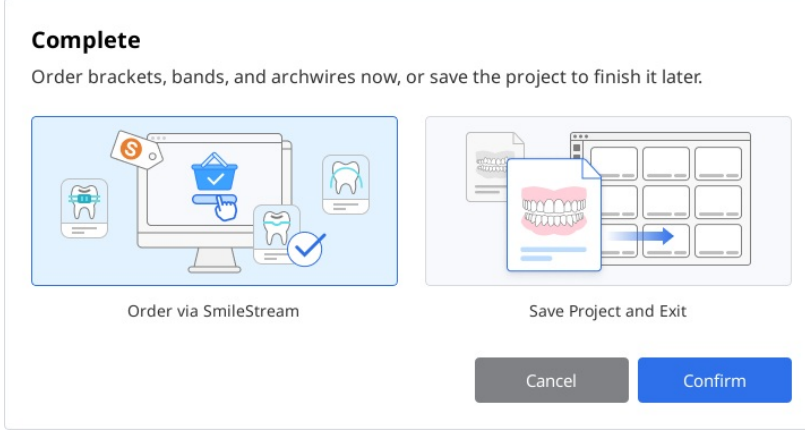 Complete
Order brackets, bands, and archwires now, or save the project to finish it later.
S
Order via SmileStream
Save Project and Exit
Cancel
Confirm